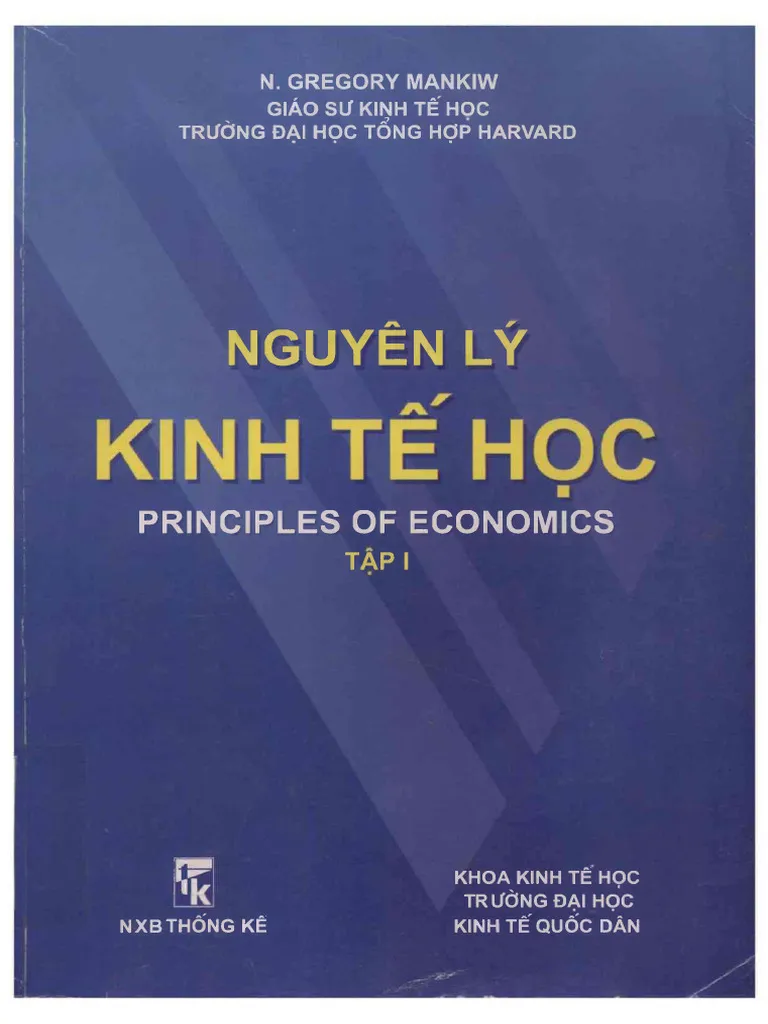 N. GREGORY MANKIW
GIÁO SƯ KINH TẾ HỌC
TRƯỜNG ĐẠI HỌC TỔNG HỢP HARVARD
NGUYÊN LÝ
KINH TẾ HỌC
PRINCIPLES OF ECONOMICS
TẬP I
tk
NXB THỐNG KÊ
KHOA KINH TẾ HỌC
TRƯỜNG ĐẠI HỌC
KINH TẾ QUỐC DÂN